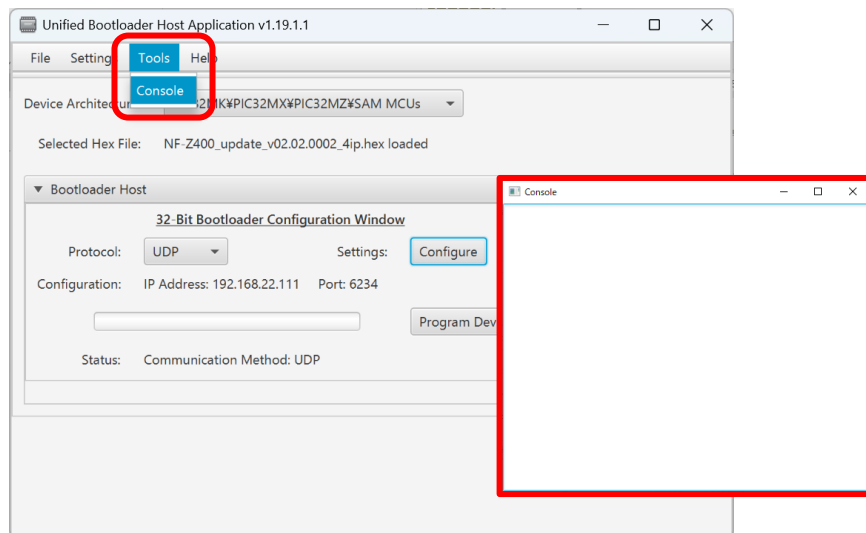 Unified Bootloader Host Application v1.19.1.1
File Setting Tools Help
Console
Device Architectur 32MK¥PIC32MX¥PIC32MZ¥SAM MCUs
Selected Hex File: NF-Z400_update_v02.02.0002_4ip.hex loaded
Bootloader Host
Console
32-Bit Bootloader Configuration Window
Protocol: UDP Settings: Configure
Configuration: IP Address: 192.168.22.111 Port: 6234
Program Dev
Status: Communication Method: UDP